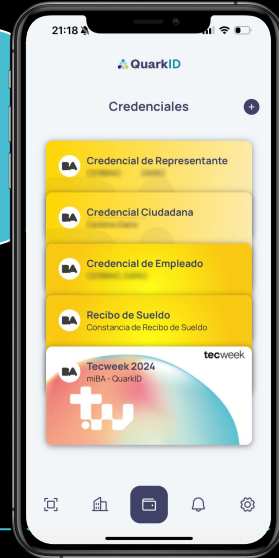 21:18
QuarkID
Credenciales
BA Credencial de Representante
BA Credencial Ciudadana
BA Credencial de Empleado
BA Recibo de Sueldo
Constancia de Recibo de Sueldo
tecweek
BA Tecweek 2024
miBA - QuarkID